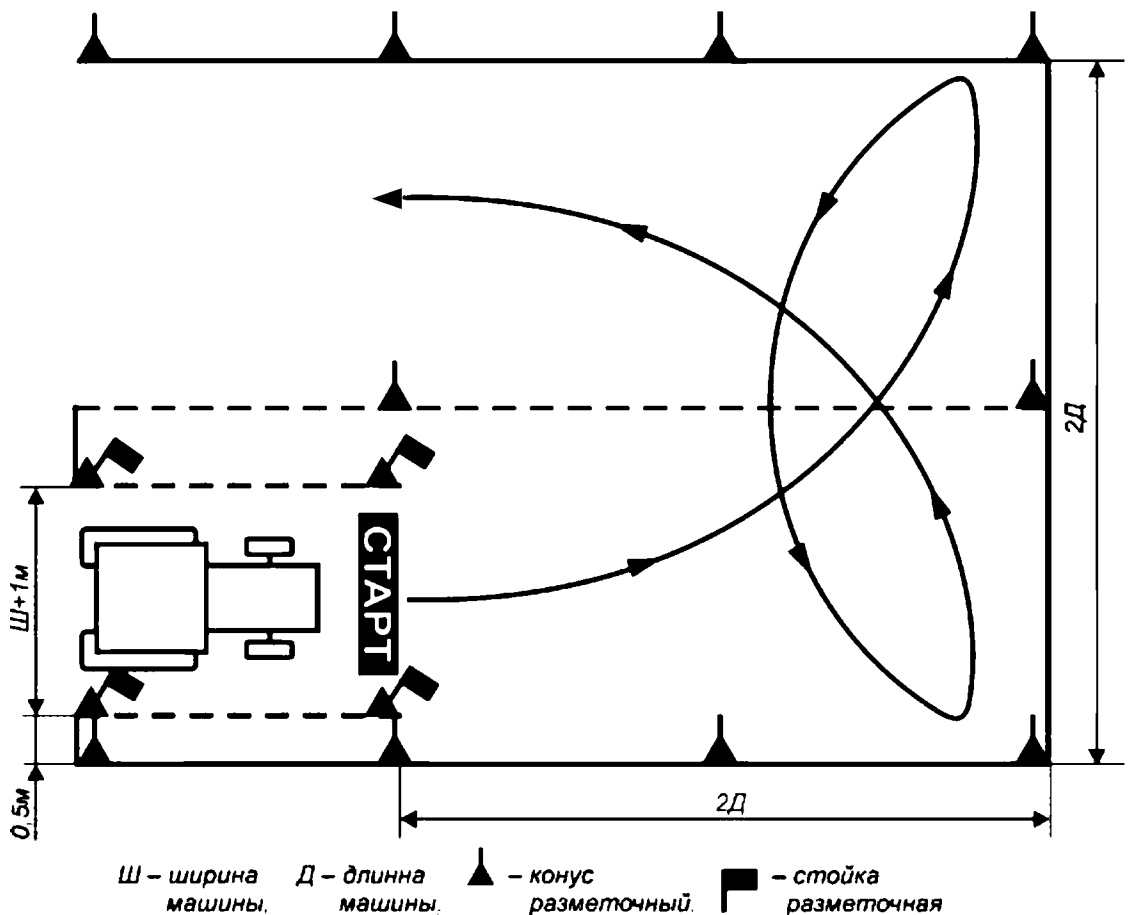 2Д
СТАРТ
Ш+1м
0,5м
2Д
Ш – ширина машины,
Д – длинна машины.
– конус разметочный.
– стойка разметочная